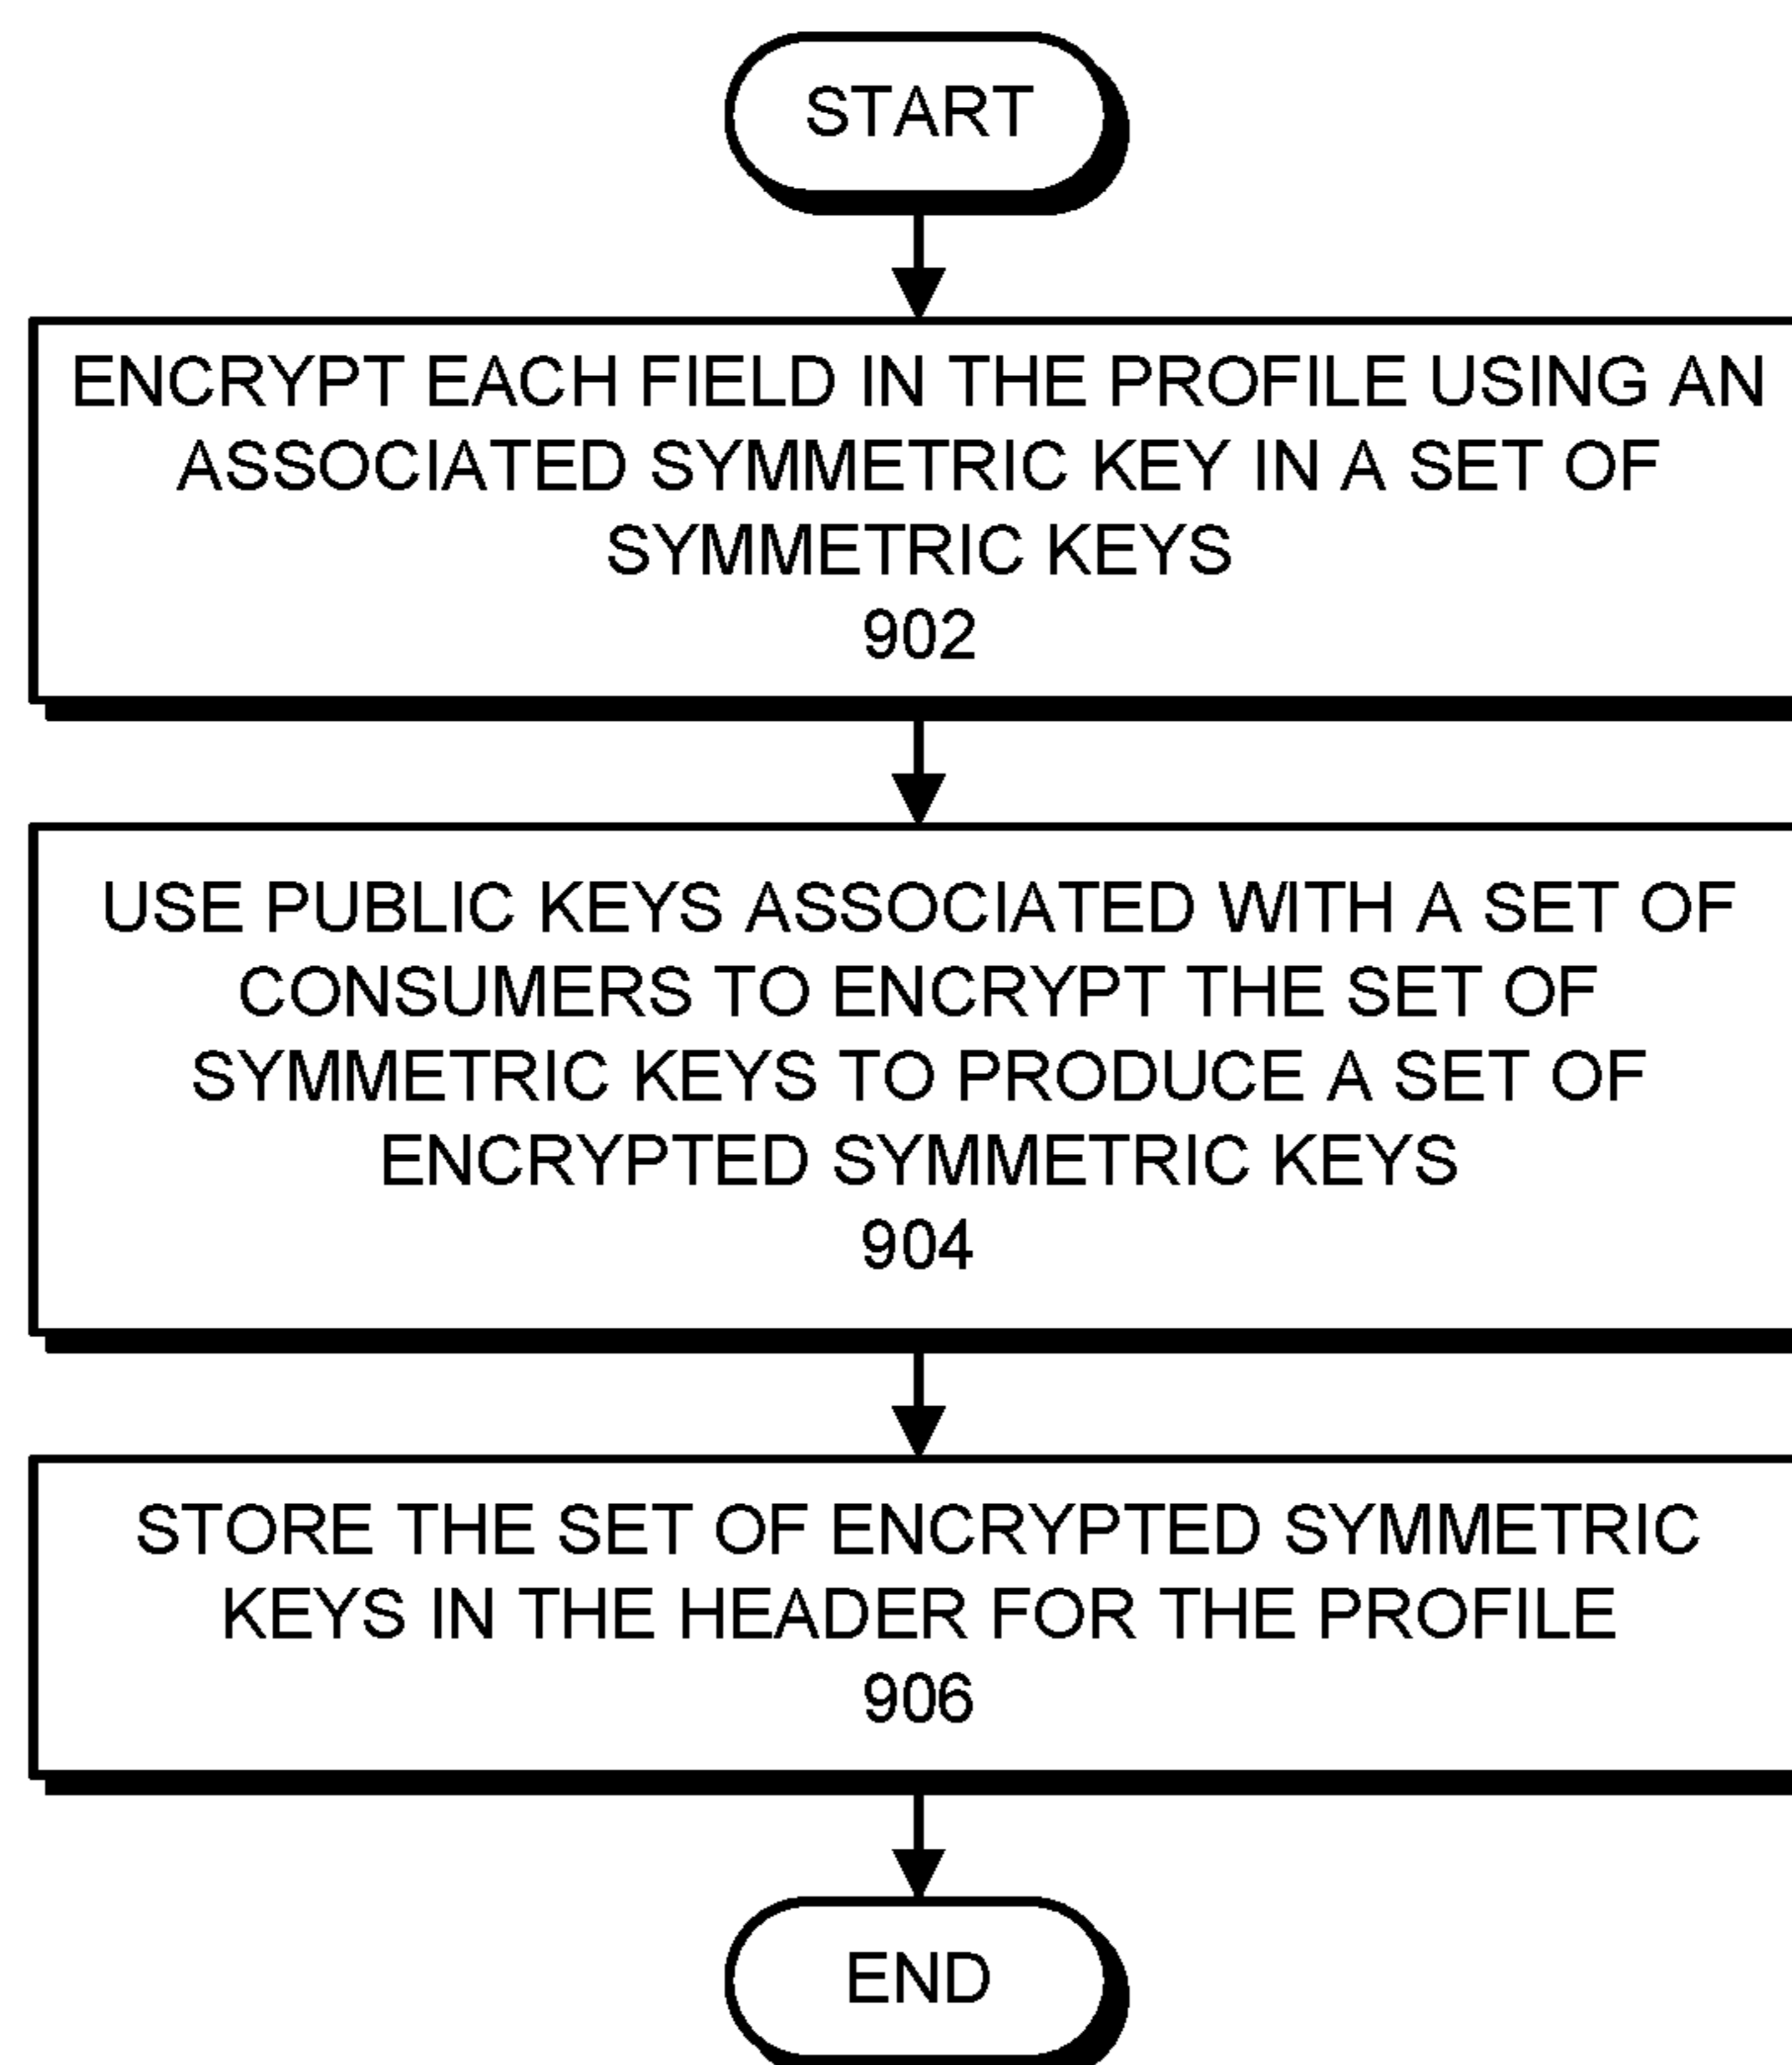 START
ENCRYPT EACH FIELD IN THE PROFILE USING AN
ASSOCIATED SYMMETRIC KEY IN A SET OF
SYMMETRIC KEYS
902
USE PUBLIC KEYS ASSOCIATED WITH A SET OF
CONSUMERS TO ENCRYPT THE SET OF
SYMMETRIC KEYS TO PRODUCE A SET OF
ENCRYPTED SYMMETRIC KEYS
904
STORE THE SET OF ENCRYPTED SYMMETRIC
KEYS IN THE HEADER FOR THE PROFILE
906
END